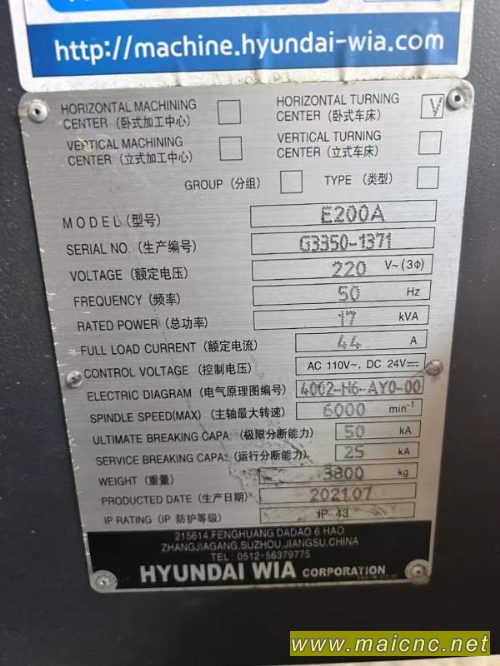 http://machine.hyundai-wia.com
HORIZONTAL MACHINING CENTER (卧式加工中心)
HORIZONTAL TURNING CENTER (卧式车床) V
VERTICAL MACHINING CENTER (立式加工中心)
VERTICAL TURNING CENTER (立式车床)
GROUP (分组) TYPE (类型)
MODEL (型号) E200A
SERIAL NO. (生产编号) G3350-1371
VOLTAGE (额定电压) 220 V~(3Φ)
FREQUENCY (频率) 50 Hz
RATED POWER (总功率) 17 kVA
FULL LOAD CURRENT (额定电流) 44 A
CONTROL VOLTAGE (控制电压) AC 110V~, DC 24V⎓
ELECTRIC DIAGRAM (电气原理图编号) 4002-H6-AY0-00
SPINDLE SPEED(MAX) (主轴最大转速) 6000 min⁻¹
ULTIMATE BREAKING CAPA. (极限分断能力) 50 kA
SERVICE BREAKING CAPA. (运行分断能力) 25 kA
WEIGHT (重量) 3800 kg
PRODUCTED DATE (生产日期) 2021.07
IP RATING (IP 防护等级) IP 43
215614,FENGHUANG DADAO 6 HAO
ZHANGJIAGANG.SUZHOU.JIANGSU.CHINA
TEL : 0512-56379775
HYUNDAI WIA CORPORATION
www.maicnc.net